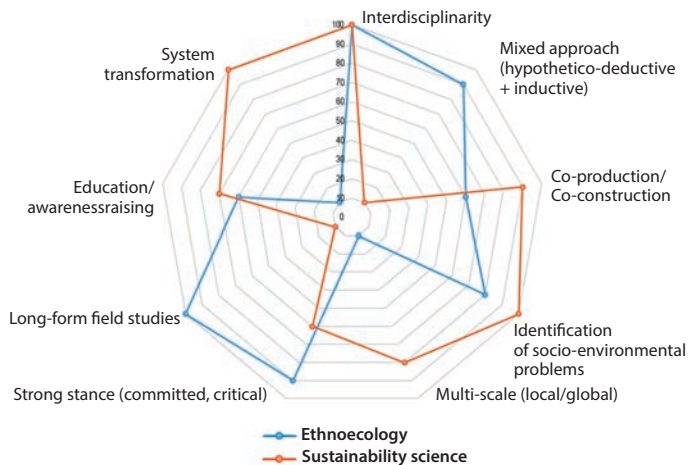 Interdisciplinarity
Mixed approach
(hypothetico-deductive
+ inductive)
System
transformation
100
90
80
70
60
50
40
30
20
10
0
Co-production/
Co-construction
Education/
awarenessraising
Long-form field studies
Identification
of socio-environmental
problems
Strong stance (committed, critical)
Multi-scale (local/global)
Ethnoecology
Sustainability science